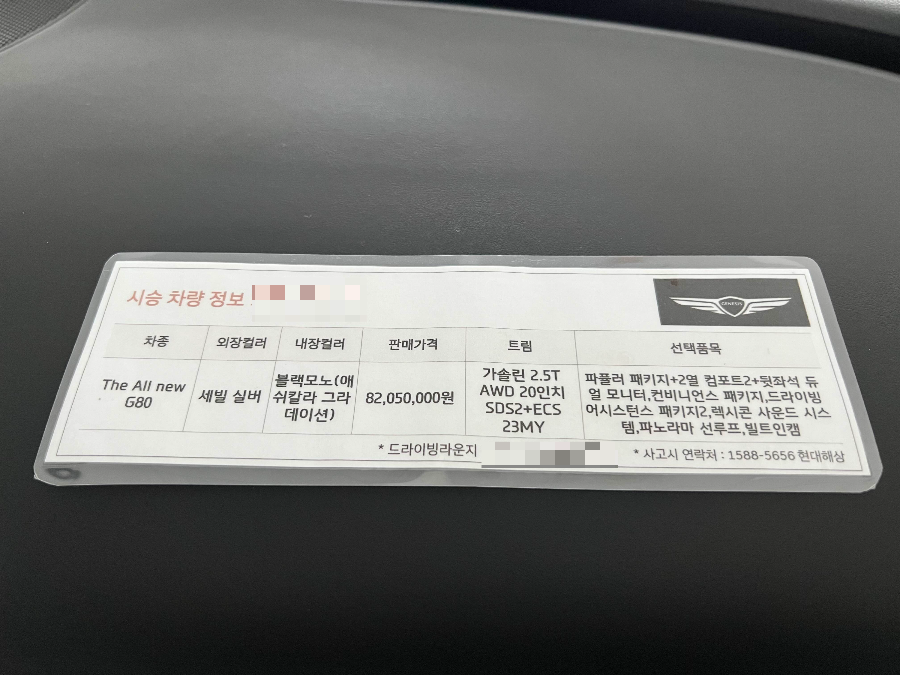 시승 차량 정보
GENESIS
차종 외장컬러 내장컬러 판매가격 트림 선택품목
The All new G80
세빌 실버
블랙모노(애
쉬칼라 그라
데이션)
82,050,000원
가솔린 2.5T
AWD 20인치
SDS2+ECS
23MY
파플러 패키지+2열 컴포트2+뒷좌석 듀
얼 모니터,컨비니언스 패키지,드라이빙
어시스턴스 패키지2,렉시콘 사운드 시스
템,파노라마 선루프,빌트인캠
* 드라이빙라운지
* 사고시 연락처 : 1588-5656 현대해상